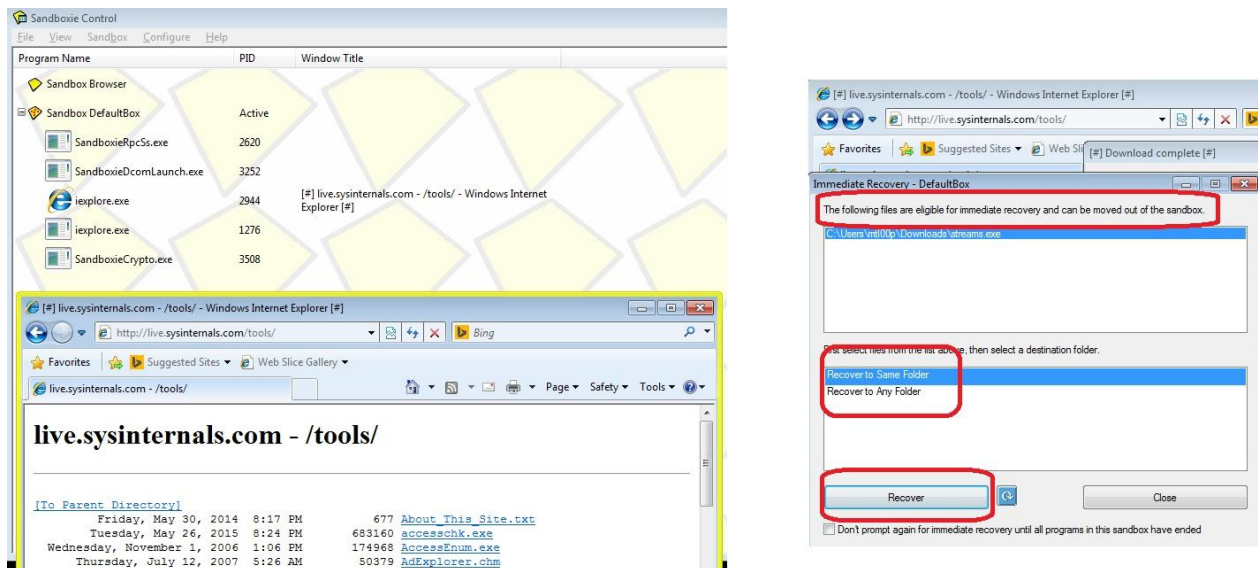 Sandboxie Control
File View Sandbox Configure Help
Program Name PID Window Title
Sandbox Browser
Sandbox DefaultBox Active
SandboxieRpcSs.exe 2620
SandboxieDcomLaunch.exe 3252
iexplore.exe 2944 [#] live.sysinternals.com - /tools/ - Windows Internet
Explorer [#]
iexplore.exe 1276
SandboxieCrypto.exe 3508
[#] live.sysinternals.com - /tools/ - Windows Internet Explorer [#]
http://live.sysinternals.com/tools/ Bing
Favorites Suggested Sites Web Slice Gallery
live.sysinternals.com - /tools/ Page Safety Tools
live.sysinternals.com - /tools/
[To Parent Directory]
Friday, May 30, 2014 8:17 PM 677 About_This_Site.txt
Tuesday, May 26, 2015 8:24 PM 683160 accesschk.exe
Wednesday, November 1, 2006 1:06 PM 174968 AccessEnum.exe
Thursday, July 12, 2007 5:26 AM 50379 AdExplorer.chm
[#] live.sysinternals.com - /tools/ - Windows Internet Explorer [#]
http://live.sysinternals.com/tools/
Favorites Suggested Sites Web Sli
[#] Download complete [#]
Immediate Recovery - DefaultBox
The following files are eligible for immediate recovery and can be moved out of the sandbox.
C:\Users\mtl00p\Downloads\streams.exe
First select files from the list above, then select a destination folder.
Recover to Same Folder
Recover to Any Folder
Recover Close
Don't prompt again for immediate recovery until all programs in this sandbox have ended